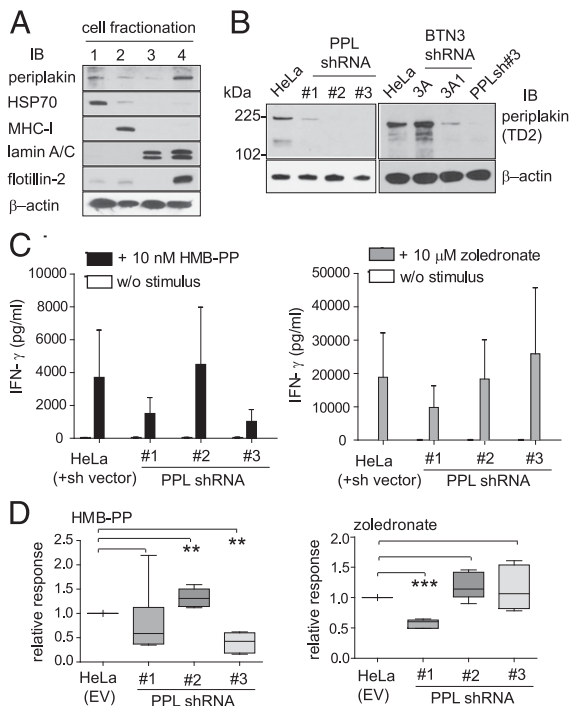 A
cell fractionation
IB 1 2 3 4
periplakin
HSP70
MHC-I
lamin A/C
flotillin-2
β–actin
B
PPL shRNA
BTN3 shRNA
kDa HeLa #1 #2 #3 HeLa 3A 3A1 PPLsh#3 IB
225
102
periplakin (TD2)
β–actin
C
+ 10 nM HMB-PP
w/o stimulus
IFN- γ (pg/ml)
10000
8000
6000
4000
2000
0
HeLa (+sh vector) #1 #2 #3
PPL shRNA
+ 10 μM zoledronate
w/o stimulus
IFN- γ (pg/ml)
50000
40000
30000
20000
10000
0
HeLa (+sh vector) #1 #2 #3
PPL shRNA
D
HMB-PP
relative response
2.5
2.0
1.5
1.0
0.5
0.0
** **
HeLa (EV) #1 #2 #3
PPL shRNA
zoledronate
relative response
2.0
1.5
1.0
0.5
0.0
***
HeLa (EV) #1 #2 #3
PPL shRNA